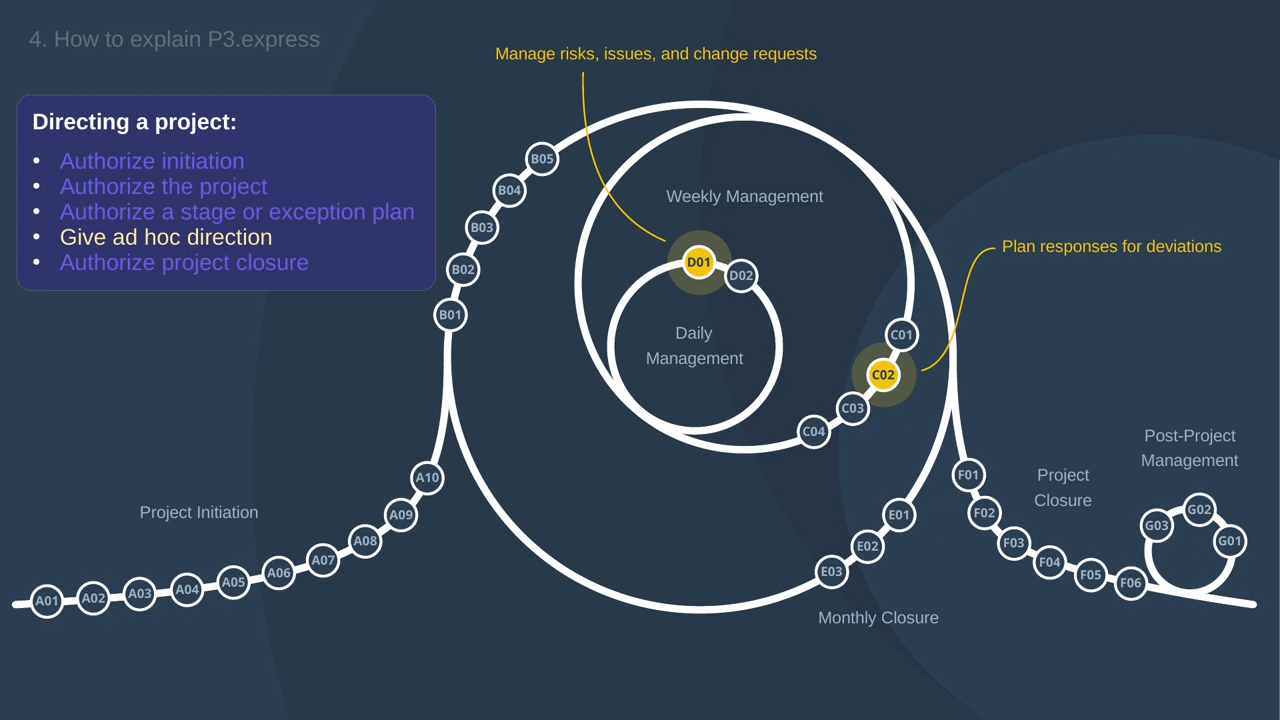 4. How to explain P3.express
Manage risks, issues, and change requests
Directing a project:
• Authorize initiation
• Authorize the project
• Authorize a stage or exception plan
• Give ad hoc direction
• Authorize project closure
B05
B04
B03
B02
B01
Weekly Management
D01
D02
Plan responses for deviations
Daily
Management
C01
C02
C03
C04
Post-Project
Management
Project
Closure
Project Initiation
A10
A09
A08
A07
A06
A05
A04
A03
A02
A01
E01
E02
E03
Monthly Closure
F01
F02
F03
F04
F05
F06
G03
G02
G01